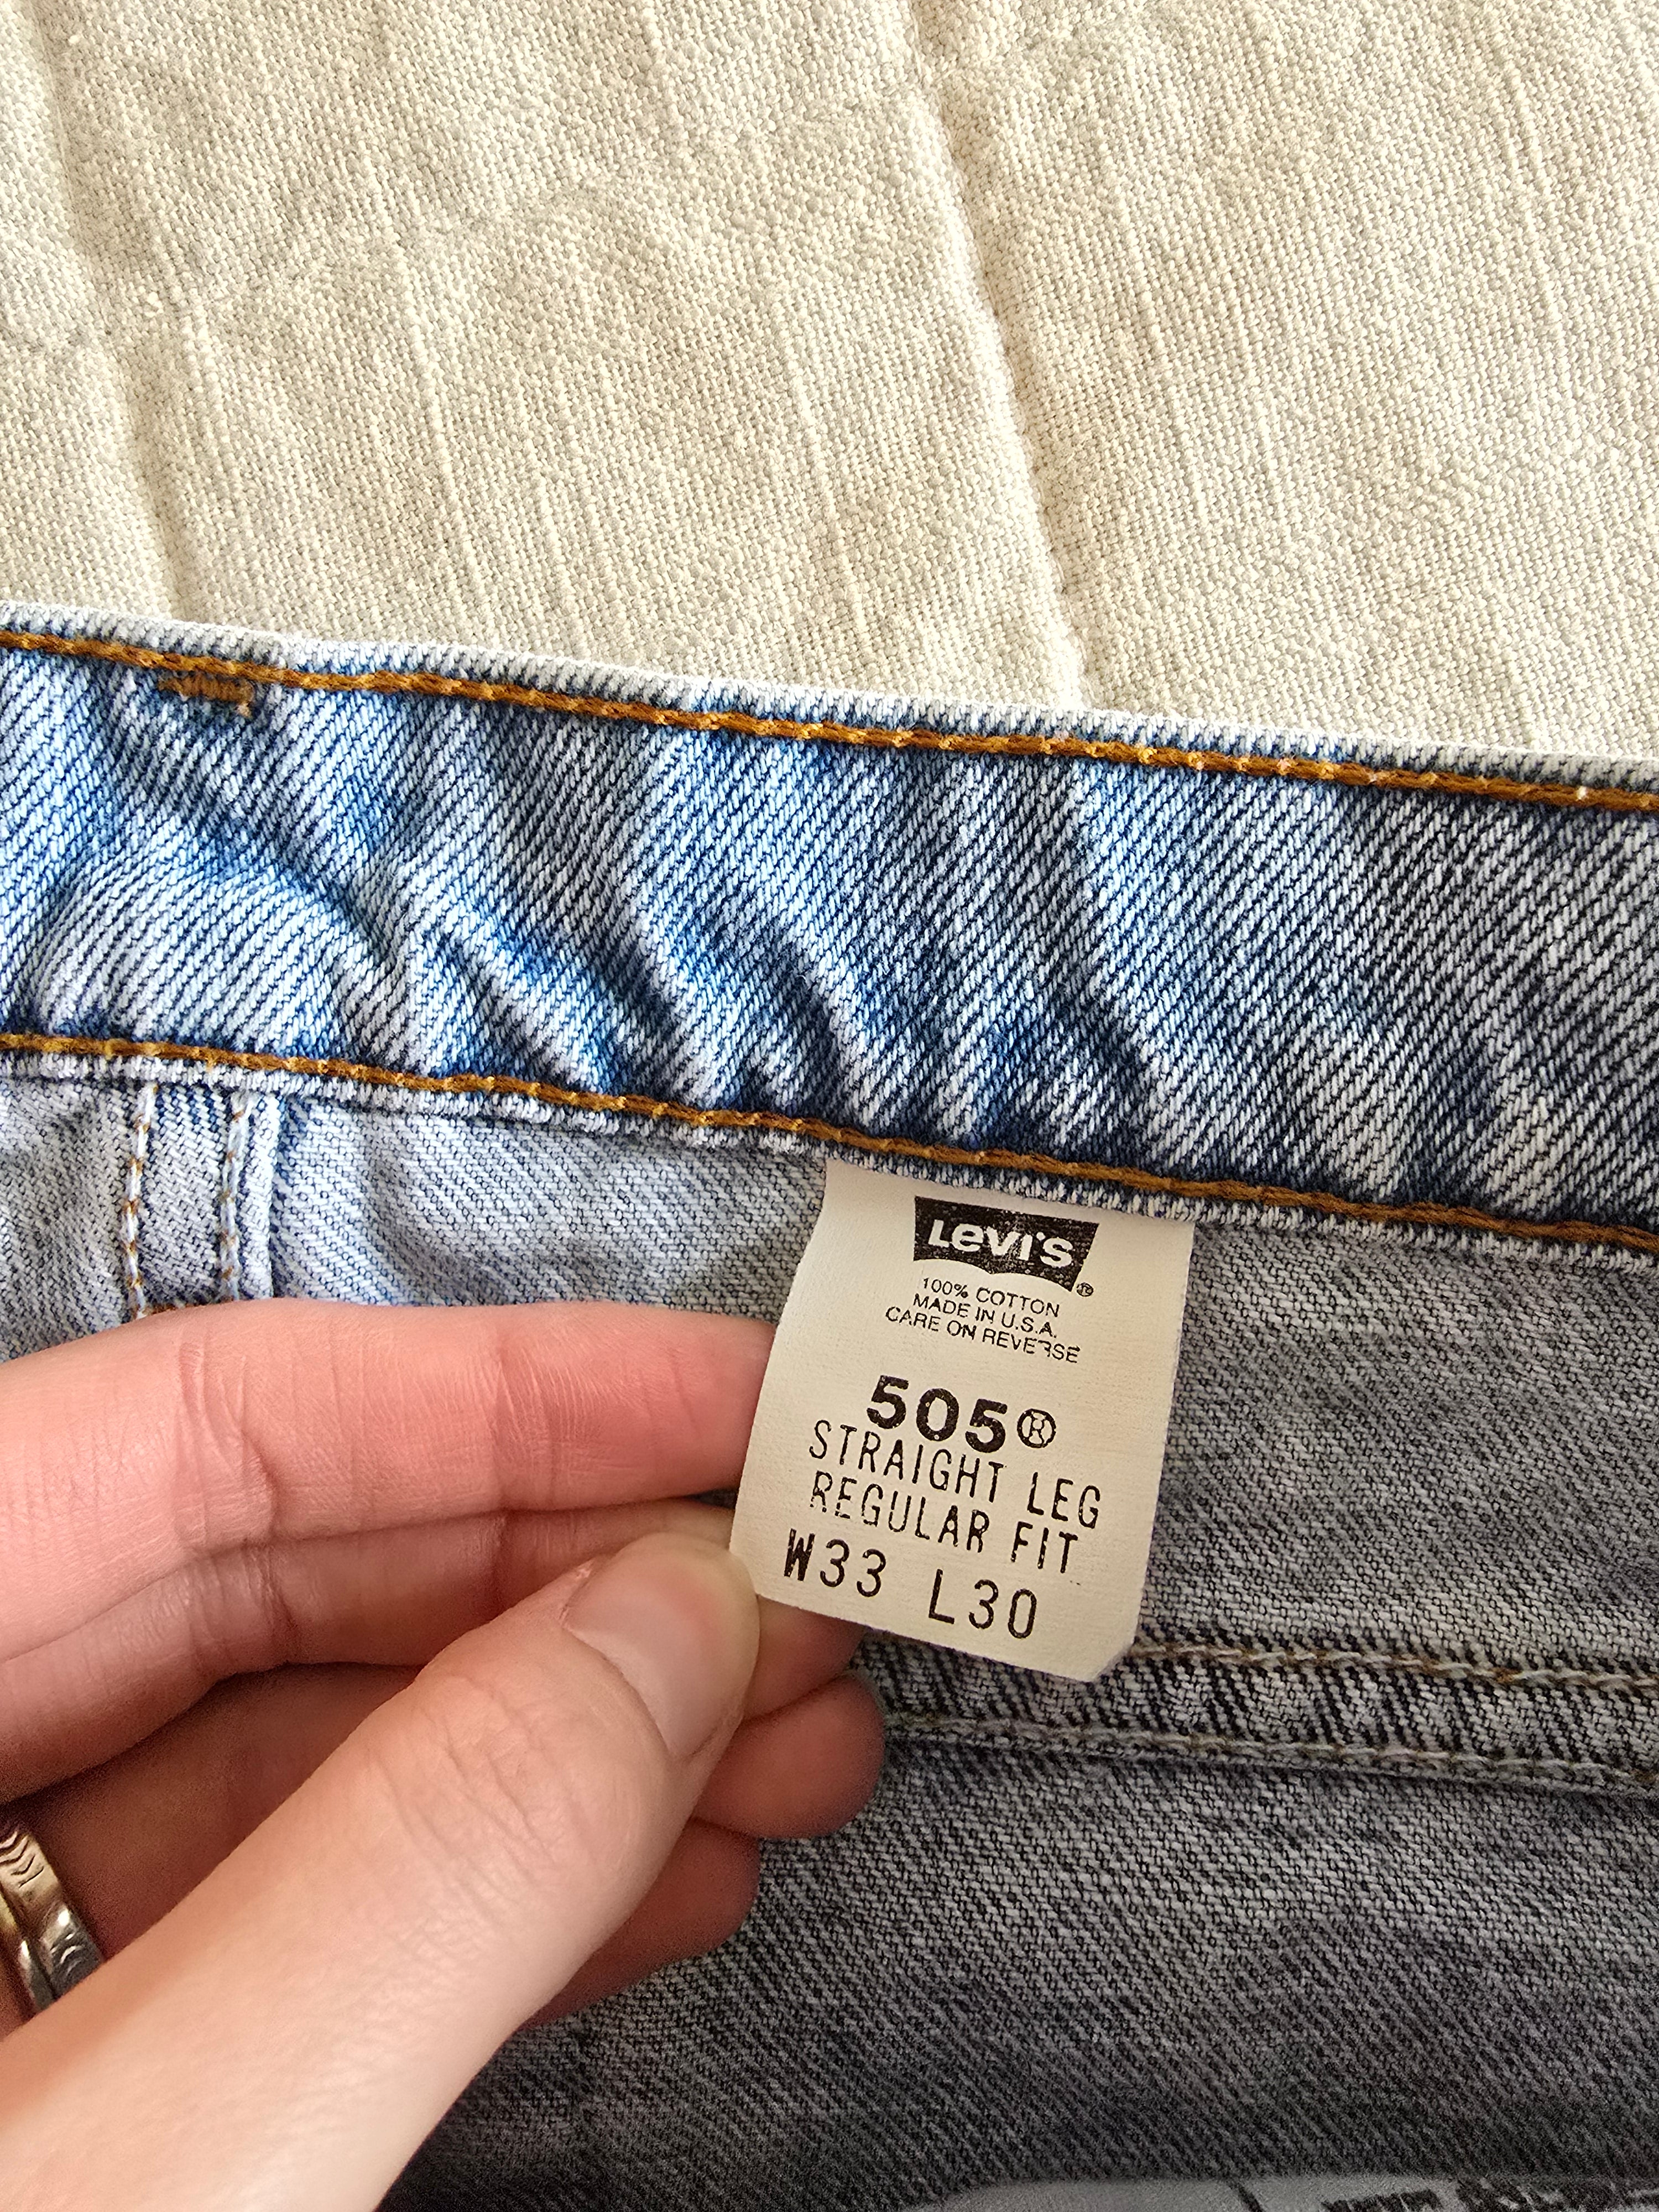 Levi's®
100% COTTON
MADE IN U.S.A.
CARE ON REVERSE
505®
STRAIGHT LEG
REGULAR FIT
W33 L30